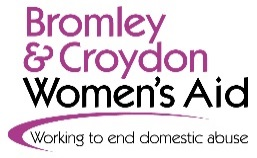 Bromley
& Croydon
Women's Aid
Working to end domestic abuse